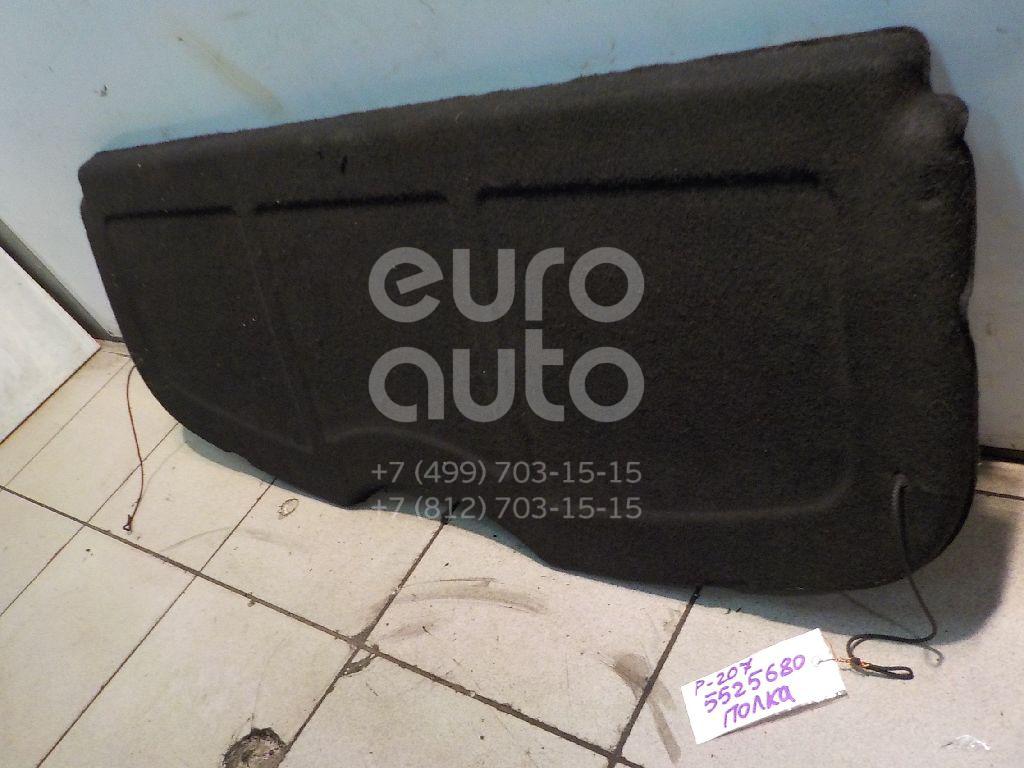 euro
auto
+7 (499) 703-15-15
+7 (812) 703-15-15
P-207
5525680
ПОЛКА